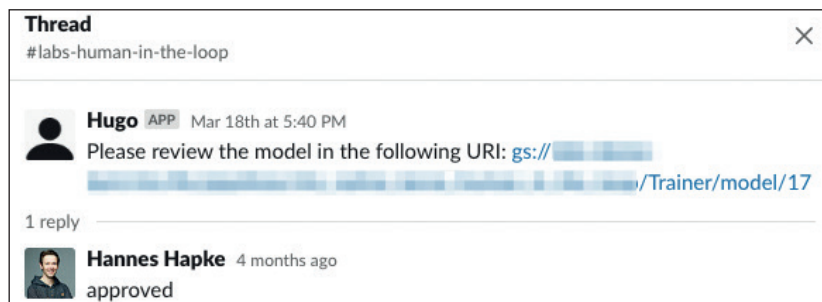 Thread
#labs-human-in-the-loop
Hugo APP Mar 18th at 5:40 PM
Please review the model in the following URI: gs://
/Trainer/model/17
1 reply
Hannes Hapke 4 months ago
approved